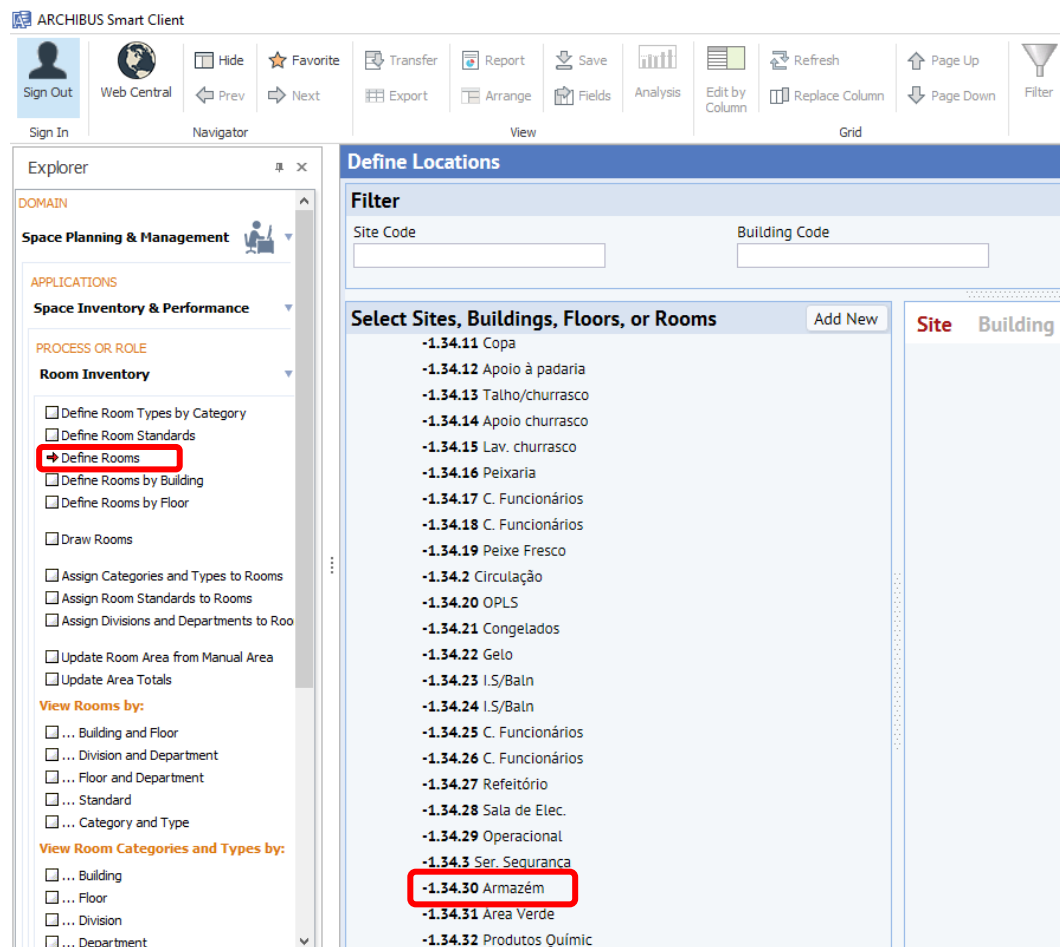 ARCHIBUS Smart Client
Sign Out
Web Central
Hide
Favorite
Prev
Next
Transfer
Report
Save
Export
Arrange
Fields
Analysis
Edit by
Column
Refresh
Replace Column
Page Up
Page Down
Filter
Sign In
Navigator
View
Grid
Explorer
DOMAIN
Space Planning & Management
APPLICATIONS
Space Inventory & Performance
PROCESS OR ROLE
Room Inventory
Define Room Types by Category
Define Room Standards
Define Rooms
Define Rooms by Building
Define Rooms by Floor
Draw Rooms
Assign Categories and Types to Rooms
Assign Room Standards to Rooms
Assign Divisions and Departments to Roo
Update Room Area from Manual Area
Update Area Totals
View Rooms by:
... Building and Floor
... Division and Department
... Floor and Department
... Standard
... Category and Type
View Room Categories and Types by:
... Building
... Floor
... Division
... Department
Define Locations
Filter
Site Code
Building Code
Select Sites, Buildings, Floors, or Rooms
Add New
-1.34.11 Copa
-1.34.12 Apoio à padaria
-1.34.13 Talho/churrasco
-1.34.14 Apoio churrasco
-1.34.15 Lav. churrasco
-1.34.16 Peixaria
-1.34.17 C. Funcionários
-1.34.18 C. Funcionários
-1.34.19 Peixe Fresco
-1.34.2 Circulação
-1.34.20 OPLS
-1.34.21 Congelados
-1.34.22 Gelo
-1.34.23 I.S/Baln
-1.34.24 I.S/Baln
-1.34.25 C. Funcionários
-1.34.26 C. Funcionários
-1.34.27 Refeitório
-1.34.28 Sala de Elec.
-1.34.29 Operacional
-1.34.3 Ser. Segurança
-1.34.30 Armazém
-1.34.31 Área Verde
-1.34.32 Produtos Químic
Site
Building